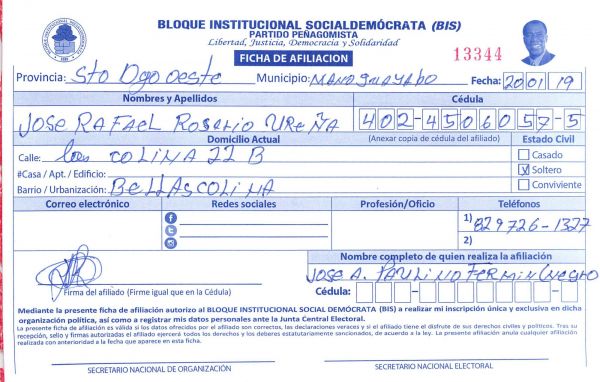 BLOQUE INSTITUCIONAL SOCIALDEMÓCRATA (BIS)
PARTIDO PEÑAGOMISTA
Libertad, Justicia, Democracia y Solidaridad
FICHA DE AFILIACION
13344
Provincia: Sto Dgo oeste Municipio: MANOGUAYABO Fecha: 20 01 19
Nombres y Apellidos Cédula
JOSE RAFAEL ROSARIO UREÑA 402-4506057-5
Domicilio Actual (Anexar copia de cédula del afiliado) Estado Civil
Calle: COLINA 22 B Casado
#Casa / Apt. / Edificio: X Soltero
Barrio / Urbanización: BELLAS COLINA Conviviente
Correo electrónico Redes sociales Profesión/Oficio Teléfonos
1) 829 726-1327
2)
Nombre completo de quien realiza la afiliación
JOSE A. PAULINO FERMIN (NEGRO
Cédula:
Firma del afiliado (Firme igual que en la Cédula)
Mediante la presente ficha de afiliación autorizo al BLOQUE INSTITUCIONAL SOCIAL DEMÓCRATA (BIS) a realizar mi inscripción única y exclusiva en dicha
organización política, así como a registrar mis datos personales ante la Junta Central Electoral.
La presente ficha de afiliación es válida si los datos ofrecidos por el afiliado son correctos, las declaraciones veraces y si el afiliado tiene el disfrute de sus derechos civiles y políticos. Tras su
recepción, sello y firmas autorizadas el afiliado ejercerá todos los derechos y los deberes estatutariamente sancionados, de acuerdo a la ley. La presente afiliación anula cualquier afiliación
realizada con anterioridad a la fecha que aparece en esta ficha.
SECRETARIO NACIONAL DE ORGANIZACIÓN SECRETARIO NACIONAL ELECTORAL